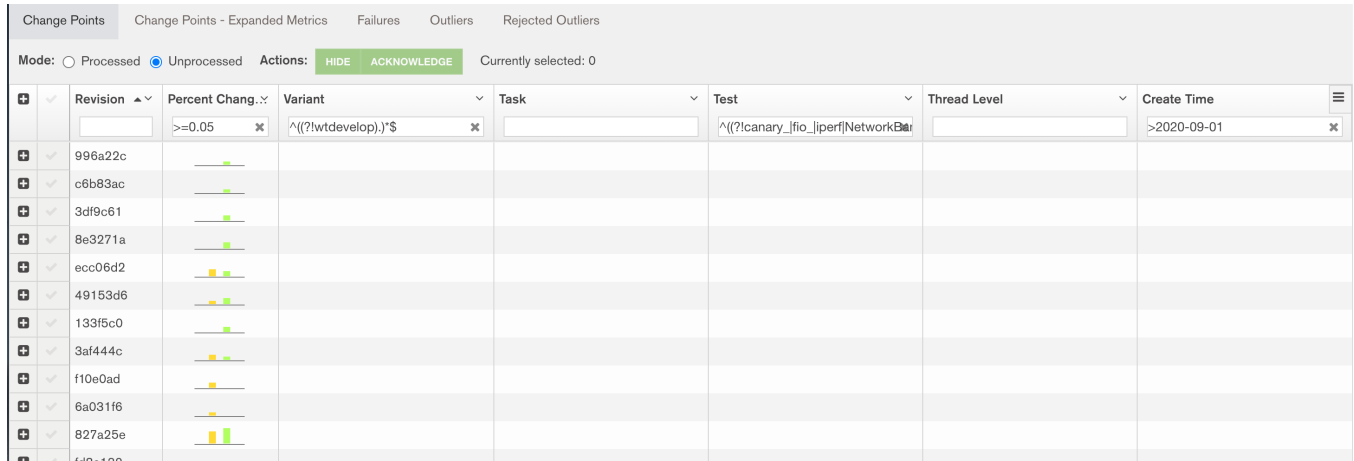 Change Points Change Points - Expanded Metrics Failures Outliers Rejected Outliers
Mode: Processed Unprocessed Actions: HIDE ACKNOWLEDGE Currently selected: 0
Revision Percent Chang... Variant Task Test Thread Level Create Time
>=0.05 ^((?!wtdevelop).)*$ ^((?!canary_|fio_|iperf|NetworkBan >2020-09-01
996a22c
c6b83ac
3df9c61
8e3271a
ecc06d2
49153d6
133f5c0
3af444c
f10e0ad
6a031f6
827a25e